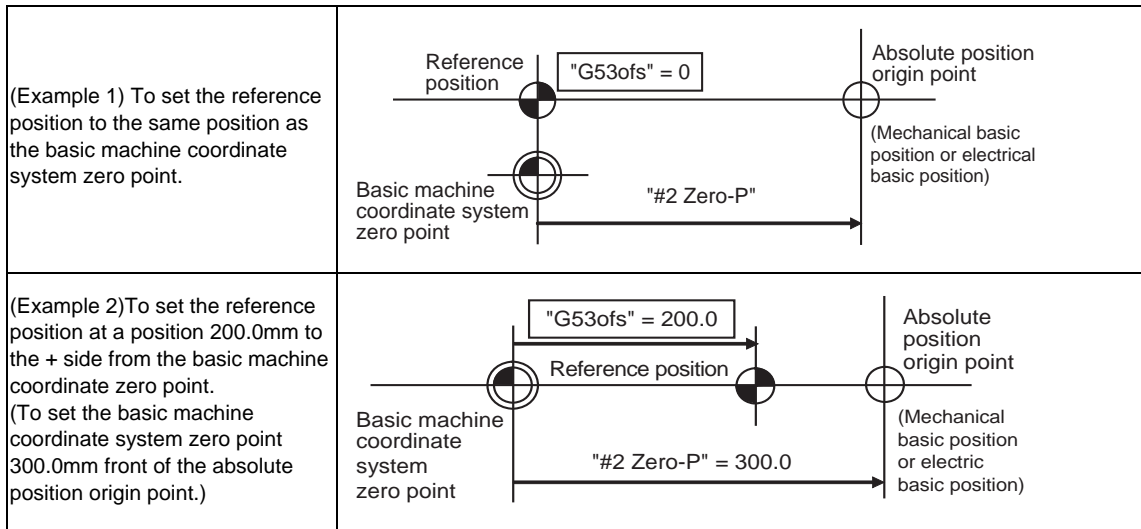 (Example 1) To set the reference
position to the same position as
the basic machine coordinate
system zero point.
Reference
position
"G53ofs" = 0
Absolute position
origin point
(Mechanical basic
position or electrical
basic position)
Basic machine
coordinate system
zero point
"#2 Zero-P"
(Example 2)To set the reference
position at a position 200.0mm to
the + side from the basic machine
coordinate zero point.
(To set the basic machine
coordinate system zero point
300.0mm front of the absolute
position origin point.)
"G53ofs" = 200.0
Absolute
position
origin point
Reference position
Basic machine
coordinate
system
zero point
(Mechanical
basic position
or electric
basic position)
"#2 Zero-P" = 300.0